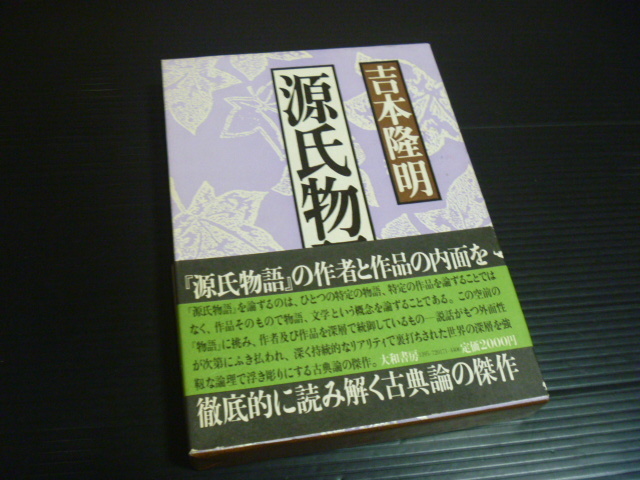 吉本隆明
源氏物
『源氏物語』の作者と作品の内面を
『源氏物語』を論ずるのは、ひとつの特定の物語、特定の作品を論ずることでは
なく、作品そのもので物語、文学という概念を論ずることである。この空前の
「物語」に挑み、作者及び作品を深層で統御しているもの―説話がもつ外面性
が次第にふき払われ、深く持続的なリアリティで裏打ちされた世界の深層を強
靱な論理で浮き彫りにする古典論の傑作。大和書房 定価2,000円
徹底的に読み解く古典論の傑作